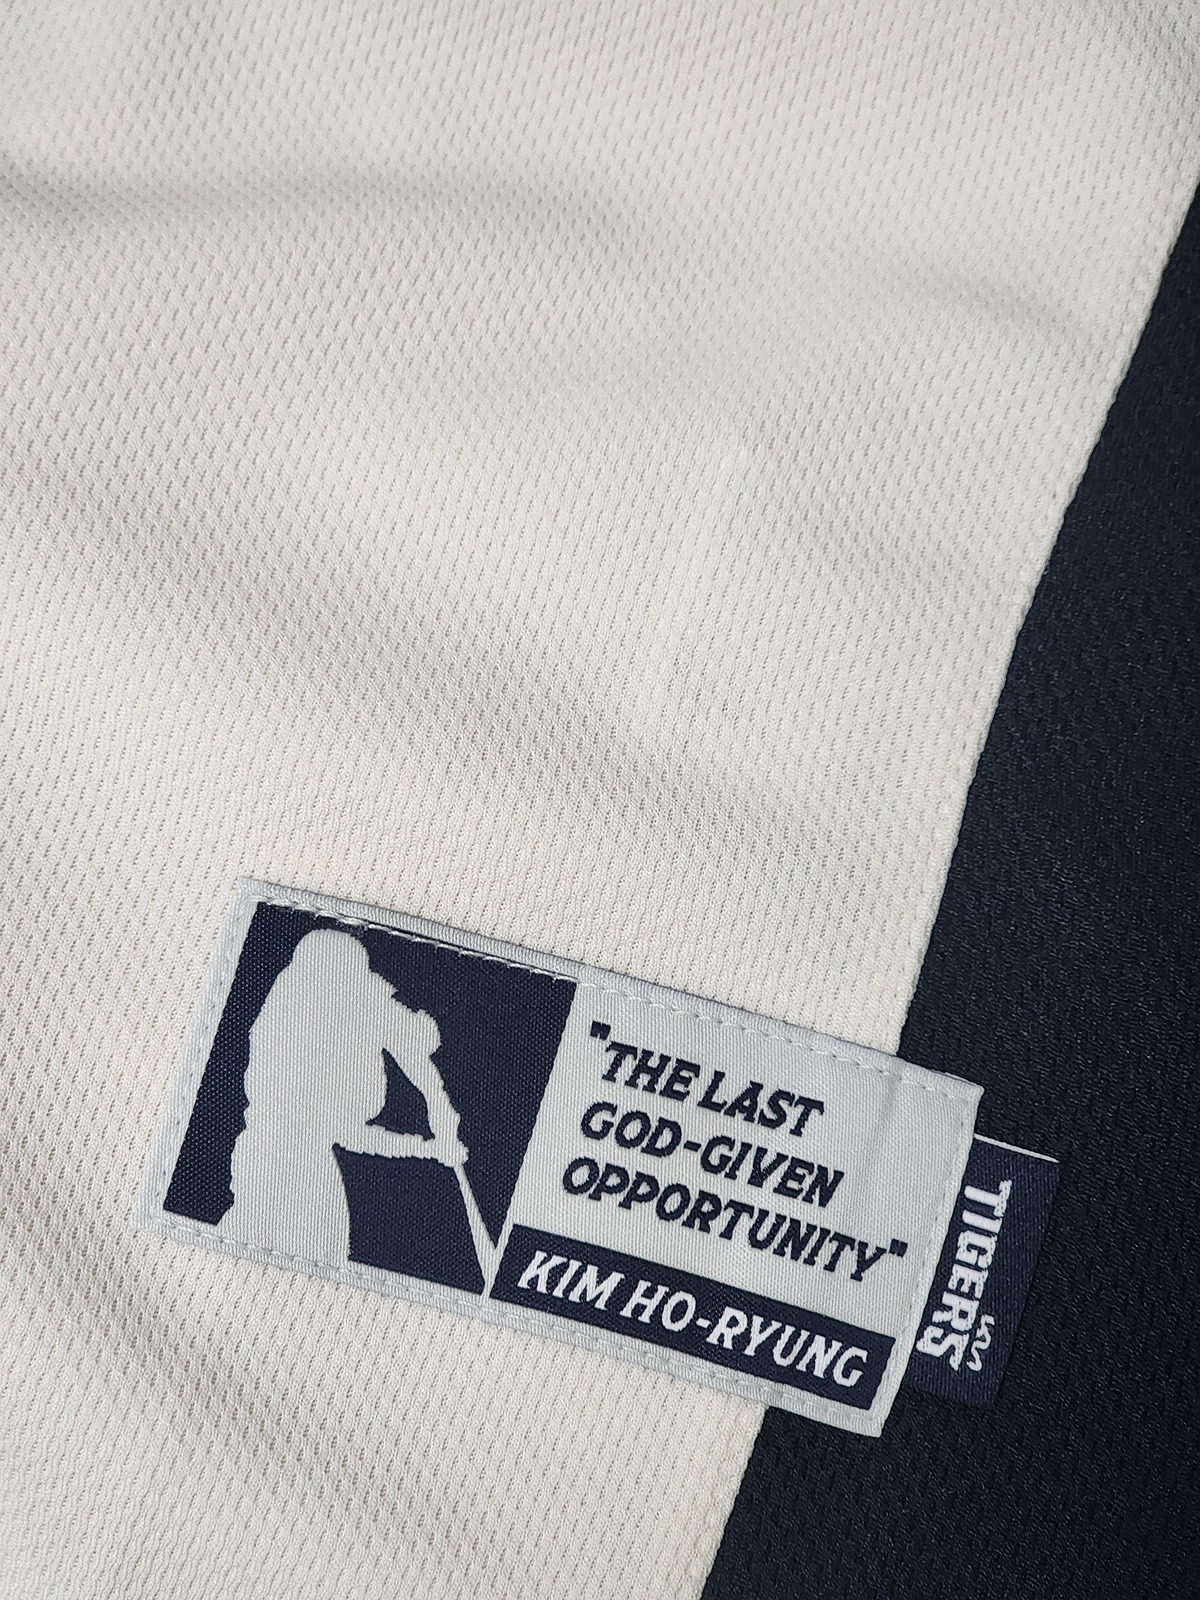 "THE LAST
GOD-GIVEN
OPPORTUNITY"
KIM HO-RYUNG
TIGERS